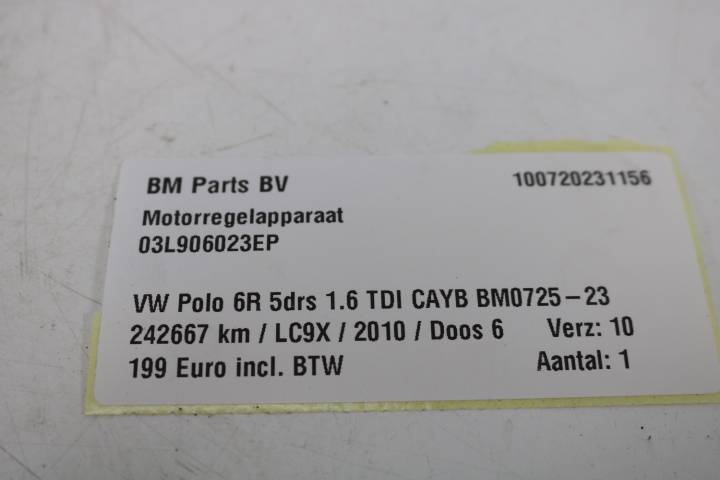 BM Parts BV 100720231156
Motorregelapparaat
03L906023EP
VW Polo 6R 5drs 1.6 TDI CAYB BM0725-23
242667 km / LC9X / 2010 / Doos 6 Verz: 10
199 Euro incl. BTW Aantal: 1